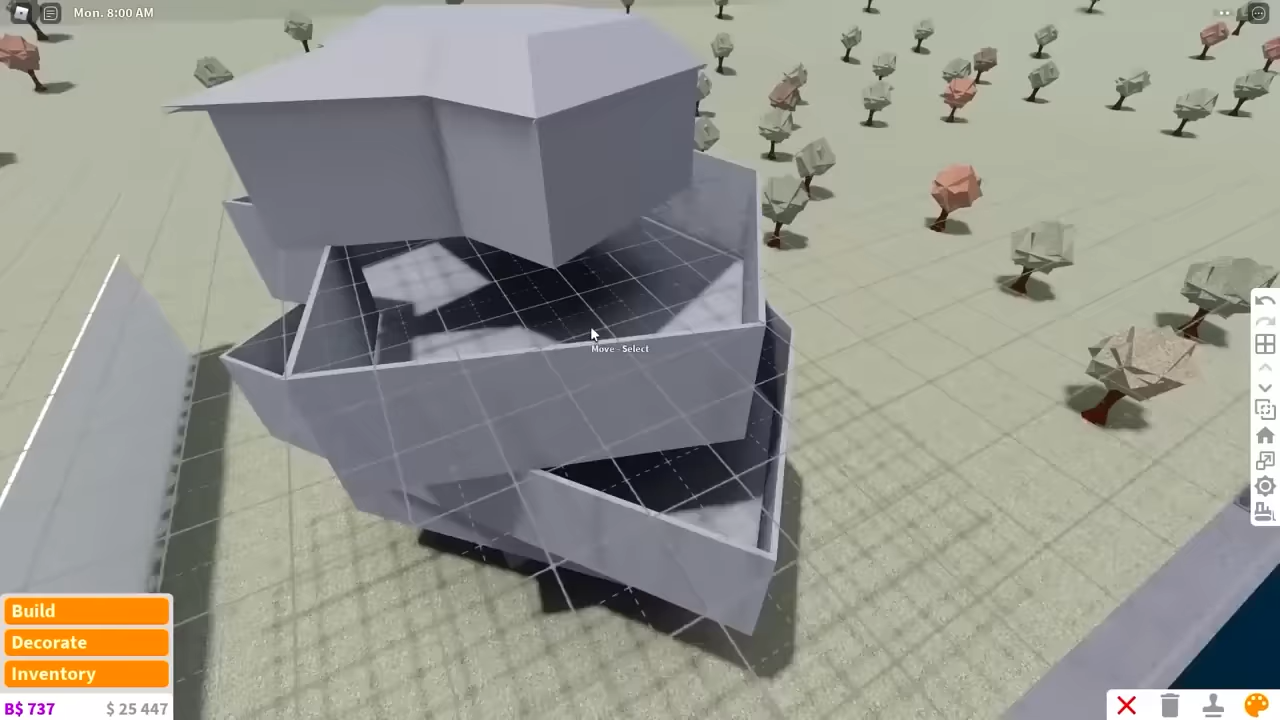 Mon. 8:00 AM
Move - Select
Build
Decorate
Inventory
B$ 737
$ 25 447